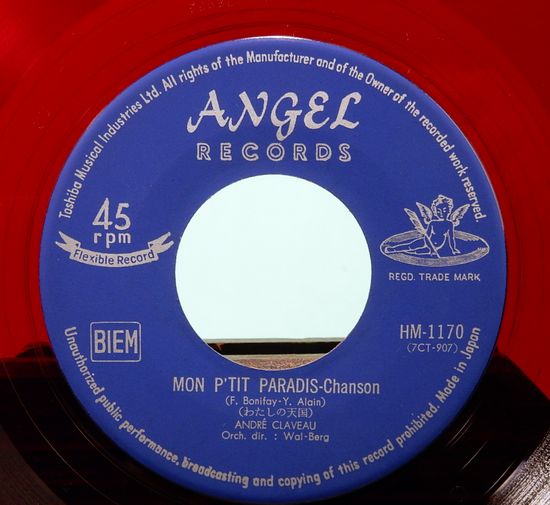 Toshiba Musical Industries Ltd. All rights of the Manufacturer and of the Owner of the recorded work reserved.
ANGEL
RECORDS
45
rpm
Flexible Record
REGD. TRADE MARK
BIEM
HM-1170
(7CT-907)
MON P'TIT PARADIS-Chanson
(F. Bonifay-Y. Alain)
(わたしの天国)
ANDRÉ CLAVEAU
Orch. dir. : Wal-Berg
Unauthorized public performance, broadcasting and copying of this record prohibited. Made in Japan